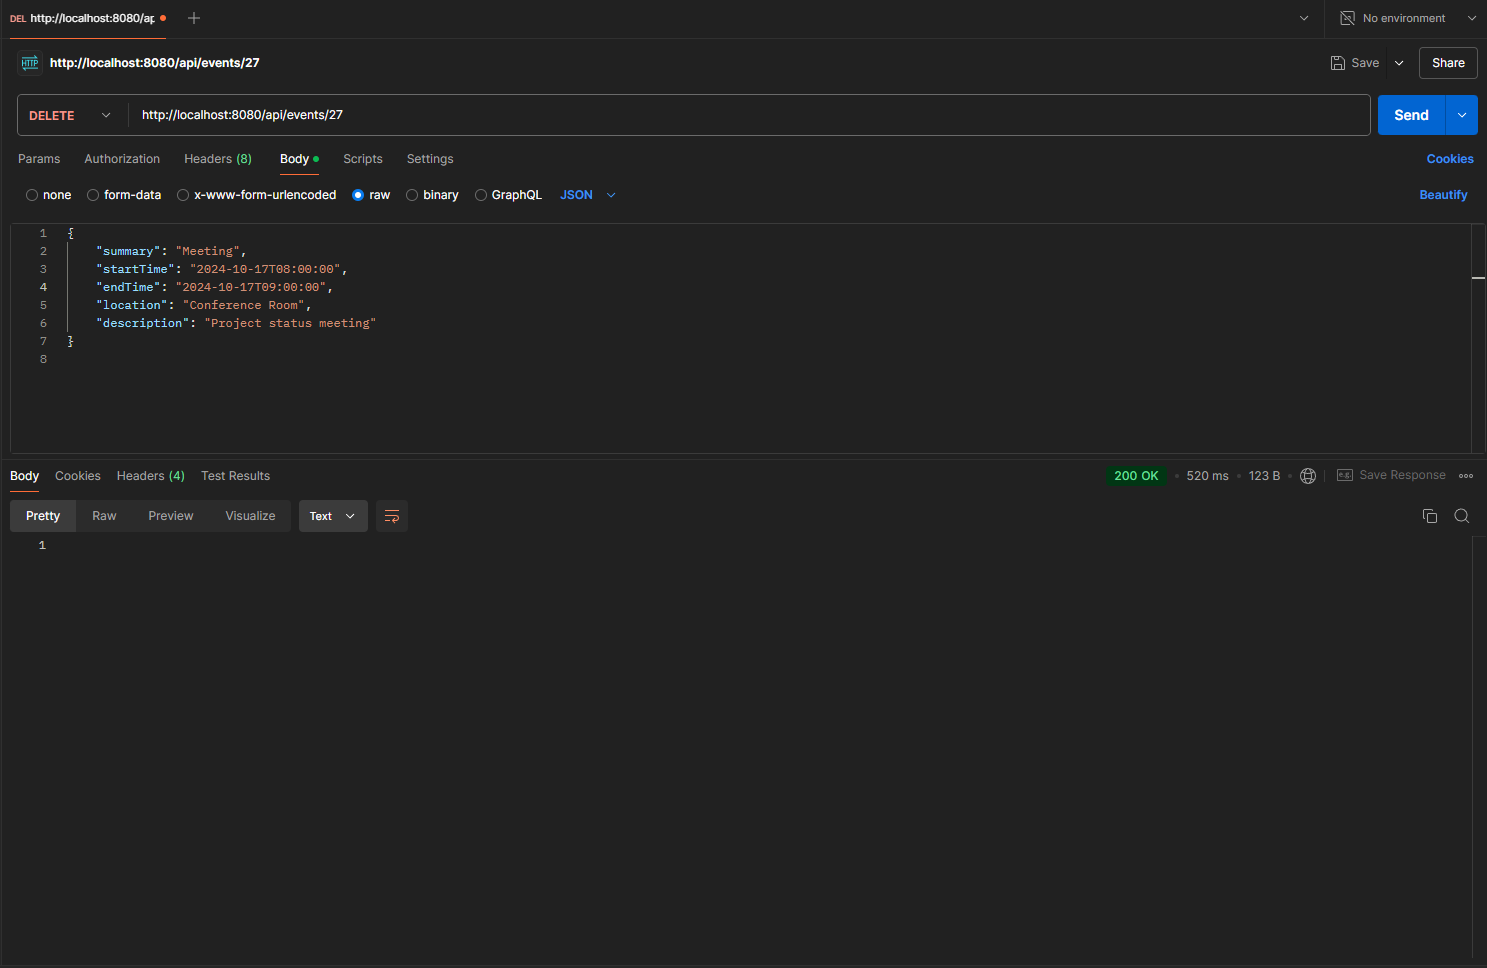 DEL http://localhost:8080/ap
No environment
HTTP http://localhost:8080/api/events/27
Save
Share
DELETE http://localhost:8080/api/events/27
Send
Params Authorization Headers (8) Body Scripts Settings Cookies
none form-data x-www-form-urlencoded raw binary GraphQL JSON Beautify
1 {
2 "summary": "Meeting",
3 "startTime": "2024-10-17T08:00:00",
4 "endTime": "2024-10-17T09:00:00",
5 "location": "Conference Room",
6 "description": "Project status meeting"
7 }
8
Body Cookies Headers (4) Test Results 200 OK 520 ms 123 B e.g. Save Response
Pretty Raw Preview Visualize Text
1